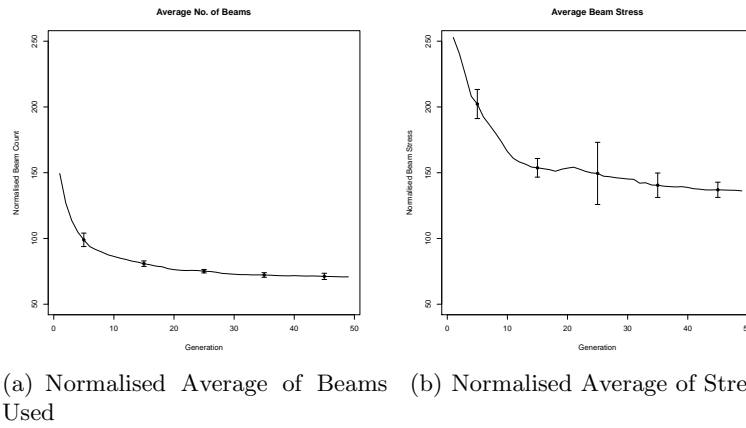 Average No. of Beams
Normalised Beam Count
250
200
150
100
50
0 10 20 30 40 50
Generation
Average Beam Stress
Normalised Beam Stress
250
200
150
100
50
0 10 20 30 40
Generation
(a) Normalised Average of Beams Used
(b) Normalised Average of